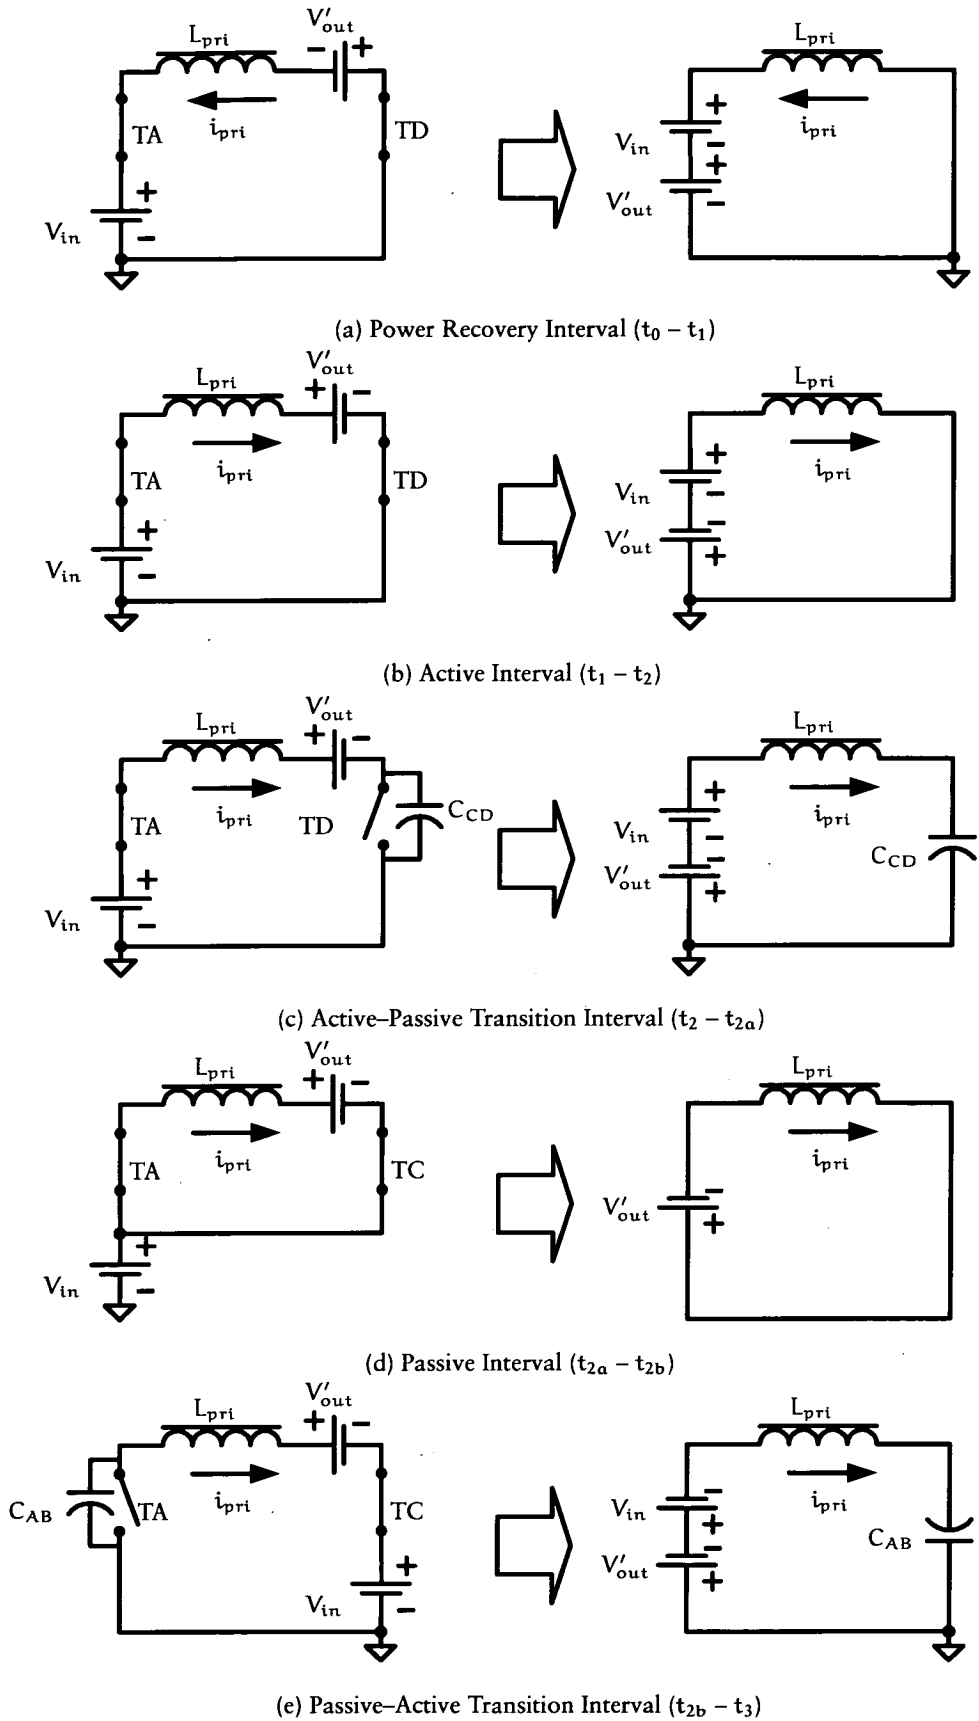 L_pri
V′_out
− +
i_pri
TA
TD
V_in
+
−
L_pri
i_pri
V_in
V′_out
+
−
+
−
(a) Power Recovery Interval (t₀ – t₁)
L_pri
V′_out
+ −
i_pri
TA
TD
V_in
+
−
L_pri
i_pri
V_in
V′_out
+
−
−
+
(b) Active Interval (t₁ – t₂)
L_pri
V′_out
+ −
i_pri
TA
TD
C_CD
V_in
+
−
L_pri
i_pri
V_in
V′_out
+
−
−
+
C_CD
(c) Active–Passive Transition Interval (t₂ – t₂ₐ)
L_pri
V′_out
+ −
i_pri
TA
TC
V_in
+
−
L_pri
i_pri
V′_out
−
+
(d) Passive Interval (t₂ₐ – t_2b)
L_pri
V′_out
+ −
i_pri
C_AB
TA
TC
V_in
+
−
L_pri
i_pri
V_in
V′_out
−
+
−
+
C_AB
(e) Passive–Active Transition Interval (t_2b – t₃)